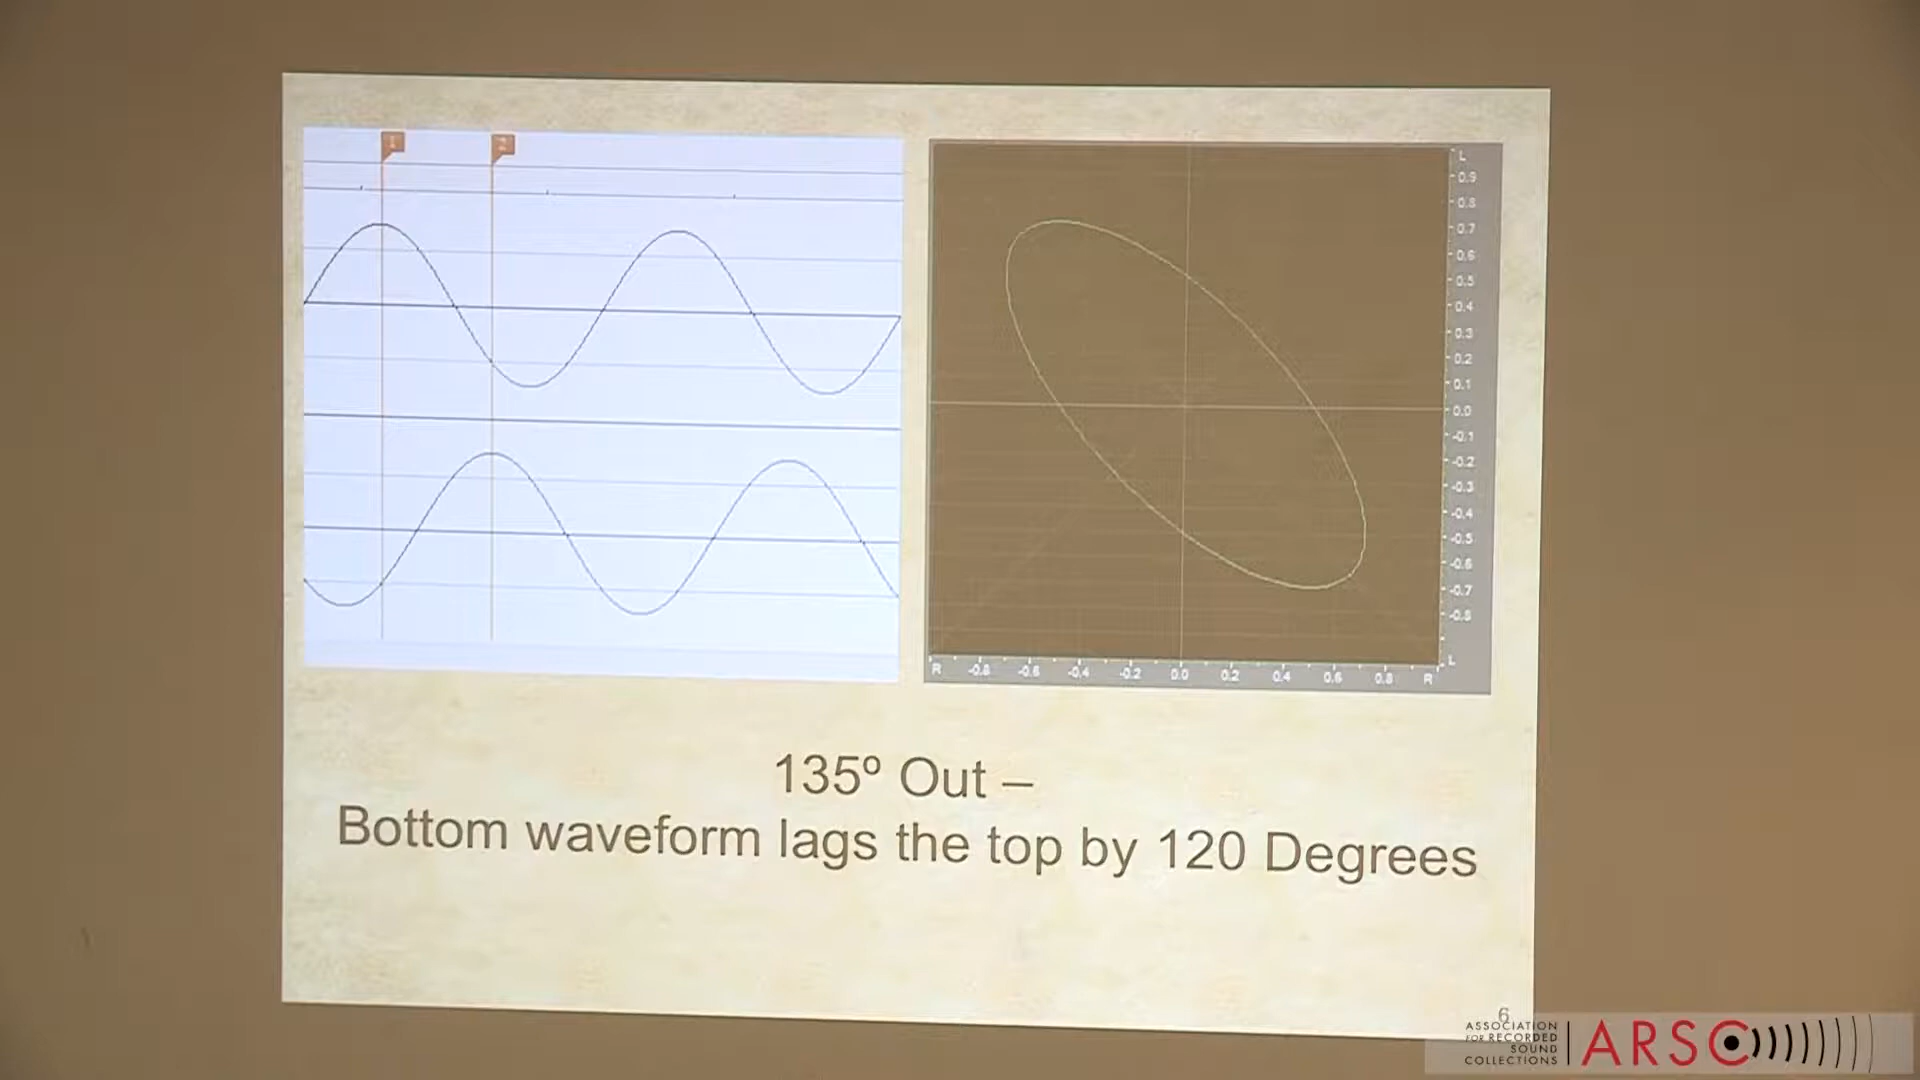 1
2
L
0.9
0.8
0.7
0.6
0.5
0.4
0.3
0.2
0.1
0.0
-0.1
-0.2
-0.3
-0.4
-0.5
-0.6
-0.7
-0.8
L
R -0.8 -0.6 -0.4 -0.2 0.0 0.2 0.4 0.6 0.8 R
135º Out –
Bottom waveform lags the top by 120 Degrees
6
ASSOCIATION
FOR RECORDED
SOUND
COLLECTIONS
ARSC